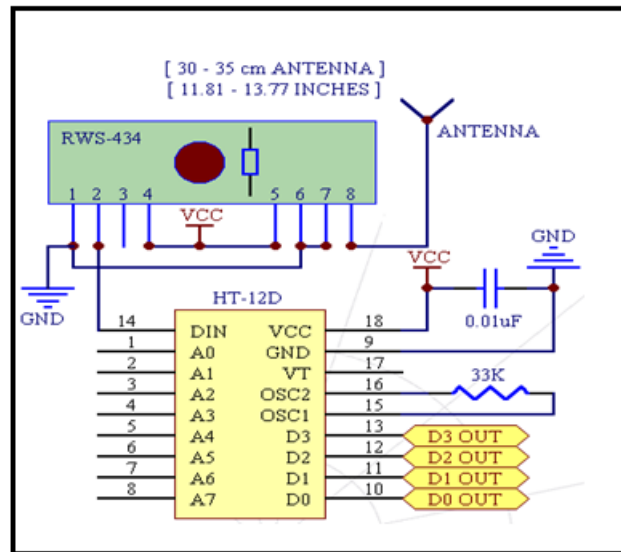 [ 30 - 35 cm ANTENNA ]
[ 11.81 - 13.77 INCHES ]
ANTENNA
RWS-434
1 2 3 4 5 6 7 8
VCC
GND
VCC
GND
HT-12D
0.01uF
14 DIN VCC 18
1 A0 GND 9
2 A1 VT 17
3 A2 OSC2 16
33K
4 A3 OSC1 15
5 A4 D3 13 D3 OUT
6 A5 D2 12 D2 OUT
7 A6 D1 11 D1 OUT
8 A7 D0 10 D0 OUT